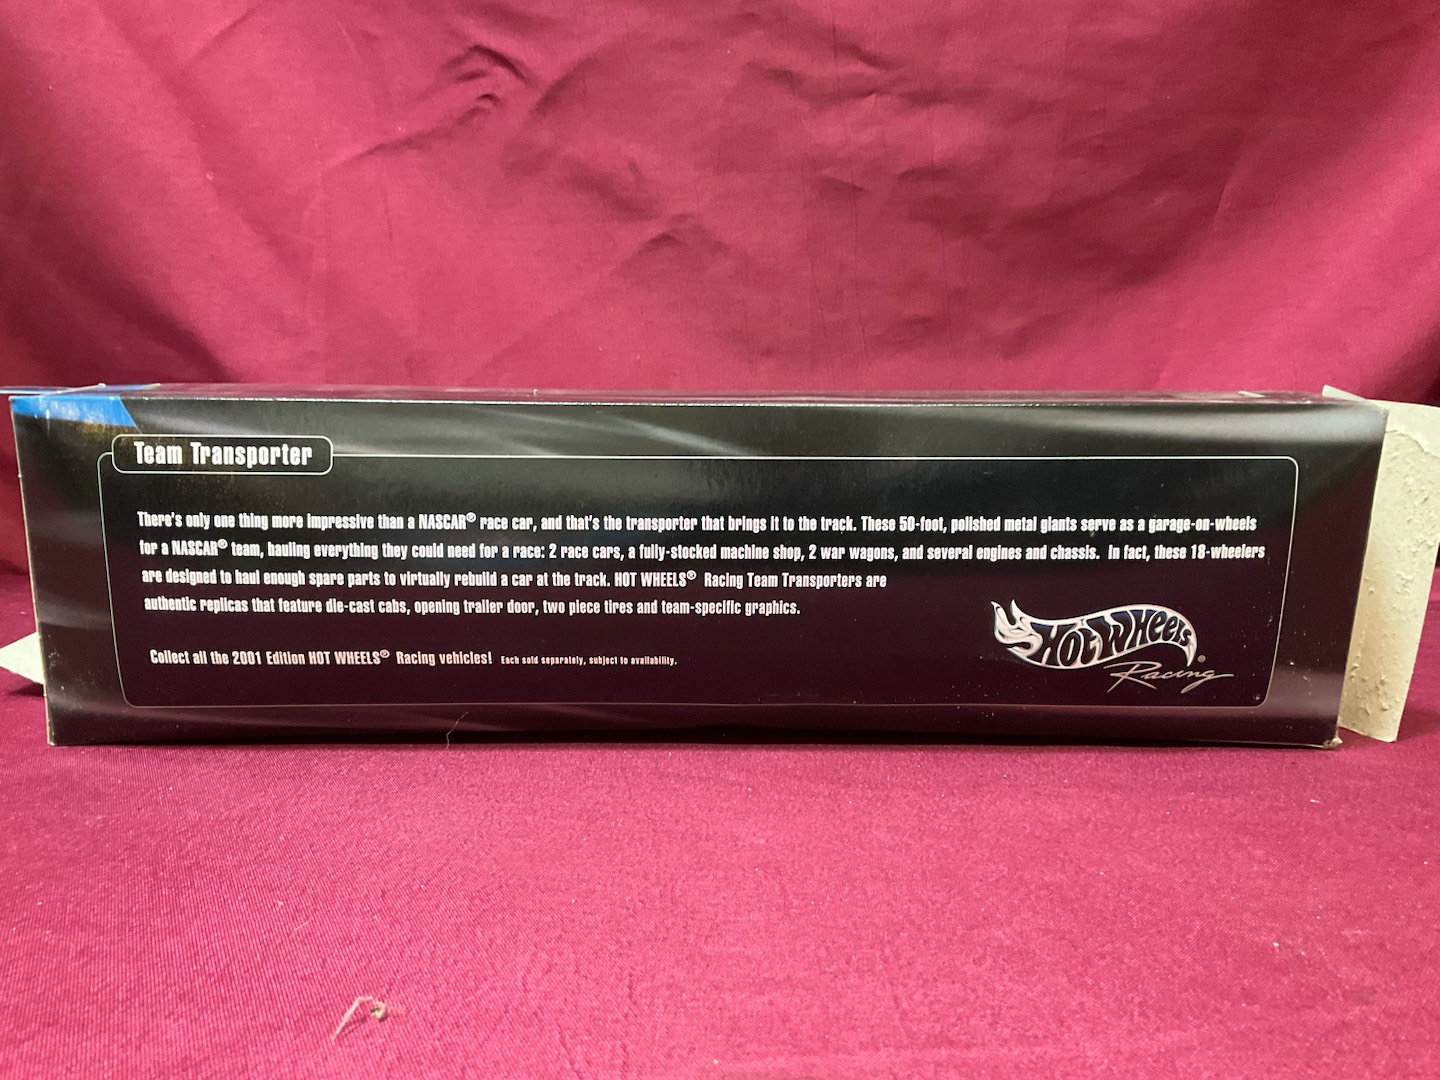 Team Transporter
There's only one thing more impressive than a NASCAR® race car, and that's the transporter that brings it to the track. These 50-foot, polished metal giants serve as a garage-on-wheels
for a NASCAR® team, hauling everything they could need for a race: 2 race cars, a fully-stocked machine shop, 2 war wagons, and several engines and chassis. In fact, these 18-wheelers
are designed to haul enough spare parts to virtually rebuild a car at the track. HOT WHEELS® Racing Team Transporters are
authentic replicas that feature die-cast cabs, opening trailer door, two piece tires and team-specific graphics.
Collect all the 2001 Edition HOT WHEELS® Racing vehicles! Each sold separately, subject to availability.
Hot Wheels®
Racing